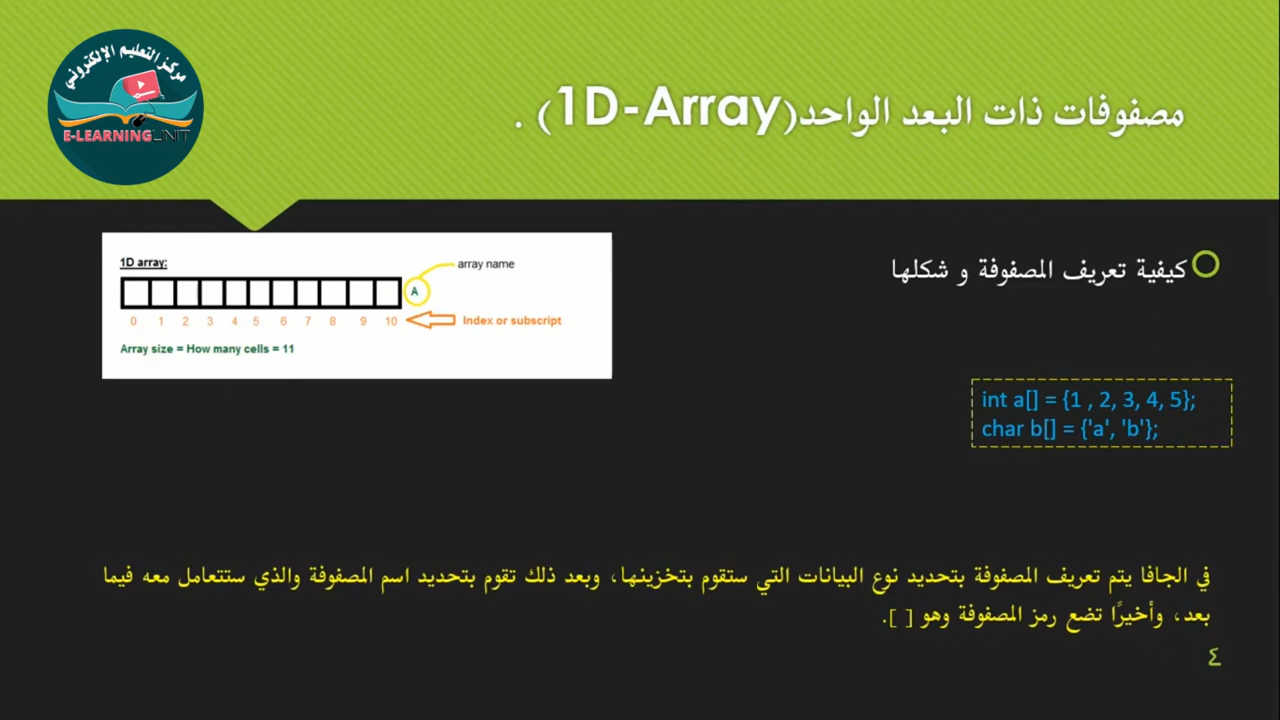 مركز التعليم الإلكتروني
E-LEARNING UNIT
مصفوفات ذات البعد الواحد(1D-Array) .
كيفية تعريف المصفوفة و شكلها
1D array:
array name
A
0 1 2 3 4 5 6 7 8 9 10
Index or subscript
Array size = How many cells = 11
int a[] = {1 , 2, 3, 4, 5};
char b[] = {'a', 'b'};
في الجافا يتم تعريف المصفوفة بتحديد نوع البيانات التي ستقوم بتخزينها، وبعد ذلك تقوم بتحديد اسم المصفوفة والذي ستتعامل معه فيما
بعد، وأخيرًا تضع رمز المصفوفة وهو [ ].
٤